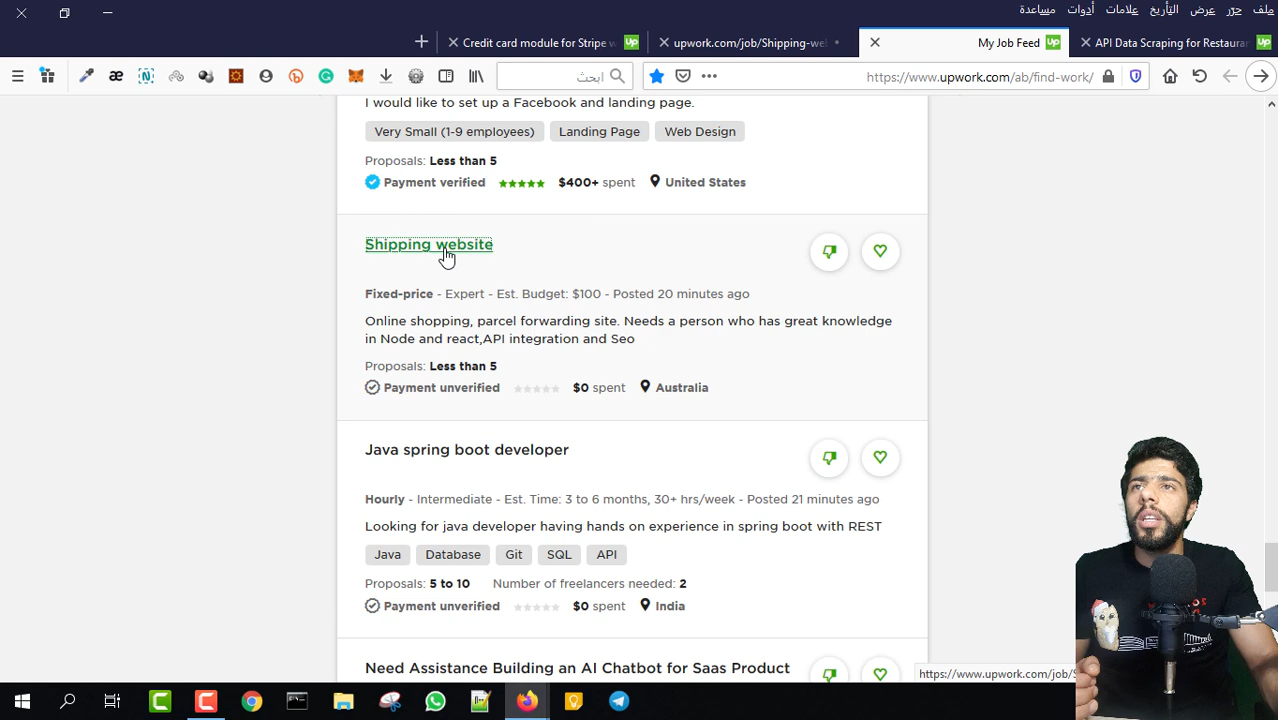 ملف حرّر عرض التأريخ علامات أدوات مساعدة
Credit card module for Stripe w
upwork.com/job/Shipping-wel
My Job Feed
API Data Scraping for Restaura
ابحث
https://www.upwork.com/ab/find-work/
I would like to set up a Facebook and landing page.
Very Small (1-9 employees) Landing Page Web Design
Proposals: Less than 5
Payment verified $400+ spent United States
Shipping website
Fixed-price - Expert - Est. Budget: $100 - Posted 20 minutes ago
Online shopping, parcel forwarding site. Needs a person who has great knowledge
in Node and react,API integration and Seo
Proposals: Less than 5
Payment unverified $0 spent Australia
Java spring boot developer
Hourly - Intermediate - Est. Time: 3 to 6 months, 30+ hrs/week - Posted 21 minutes ago
Looking for java developer having hands on experience in spring boot with REST
Java Database Git SQL API
Proposals: 5 to 10 Number of freelancers needed: 2
Payment unverified $0 spent India
Need Assistance Building an AI Chatbot for Saas Product
https://www.upwork.com/job/S